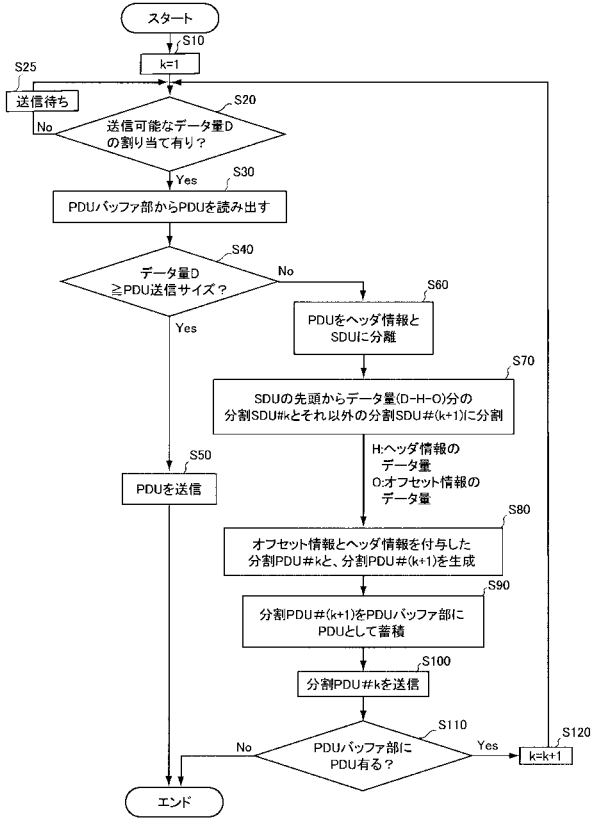 スタート
S10
k=1
S25
送信待ち
No
S20
送信可能なデータ量D
の割り当て有り?
Yes
S30
PDUバッファ部からPDUを読み出す
S40
データ量D
≧PDU送信サイズ?
No
Yes
S60
PDUをヘッダ情報と
SDUに分離
S70
SDUの先頭からデータ量(D-H-O)分の
分割SDU#kとそれ以外の分割SDU#(k+1)に分割
H:ヘッダ情報の
データ量
O:オフセット情報の
データ量
S50
PDUを送信
S80
オフセット情報とヘッダ情報を付与した
分割PDU#kと、分割PDU#(k+1)を生成
S90
分割PDU#(k+1)をPDUバッファ部に
PDUとして蓄積
S100
分割PDU#kを送信
S110
PDUバッファ部に
PDU有る?
No
Yes
S120
k=k+1
エンド